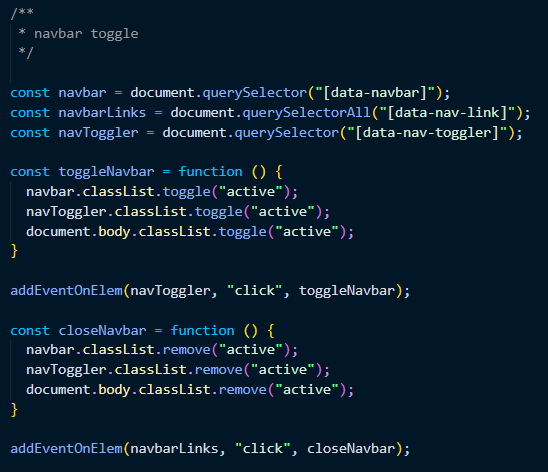 /**
 * navbar toggle
 */

const navbar = document.querySelector("[data-navbar]");
const navbarLinks = document.querySelectorAll("[data-nav-link]");
const navToggler = document.querySelector("[data-nav-toggler]");

const toggleNavbar = function () {
  navbar.classList.toggle("active");
  navToggler.classList.toggle("active");
  document.body.classList.toggle("active");
}

addEventOnElem(navToggler, "click", toggleNavbar);

const closeNavbar = function () {
  navbar.classList.remove("active");
  navToggler.classList.remove("active");
  document.body.classList.remove("active");
}

addEventOnElem(navbarLinks, "click", closeNavbar);